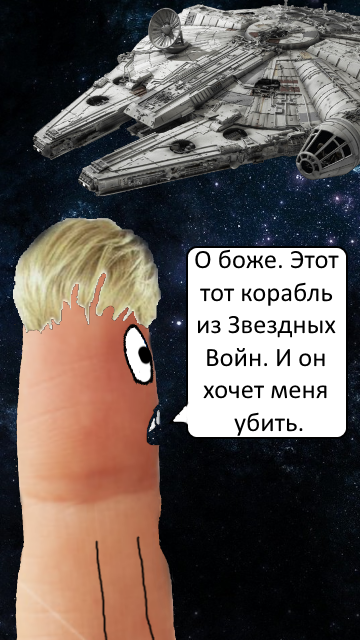 О боже. Этот
тот корабль
из Звездных
Войн. И он
хочет меня
убить.